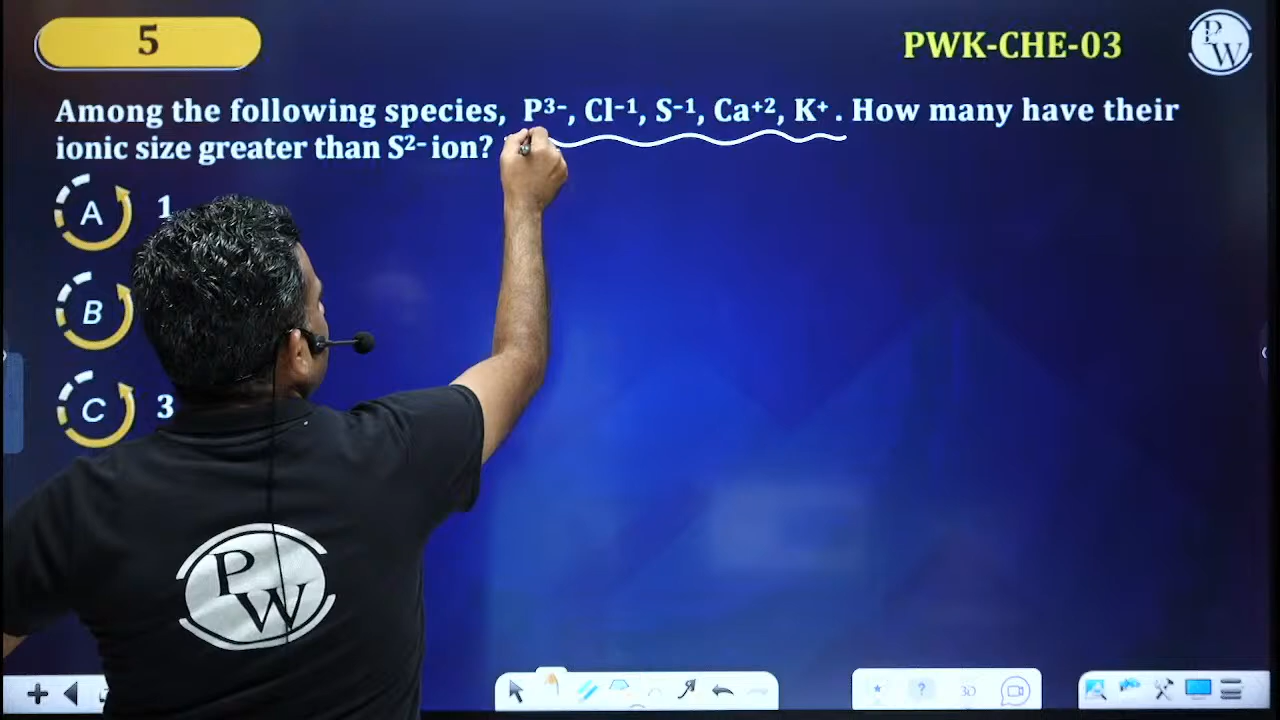 5
PWK-CHE-03
P
W
Among the following species, P³⁻, Cl⁻¹, S⁻¹, Ca⁺², K⁺. How many have their
ionic size greater than S²⁻ ion?
A 1
B
C 3
P
W
3D